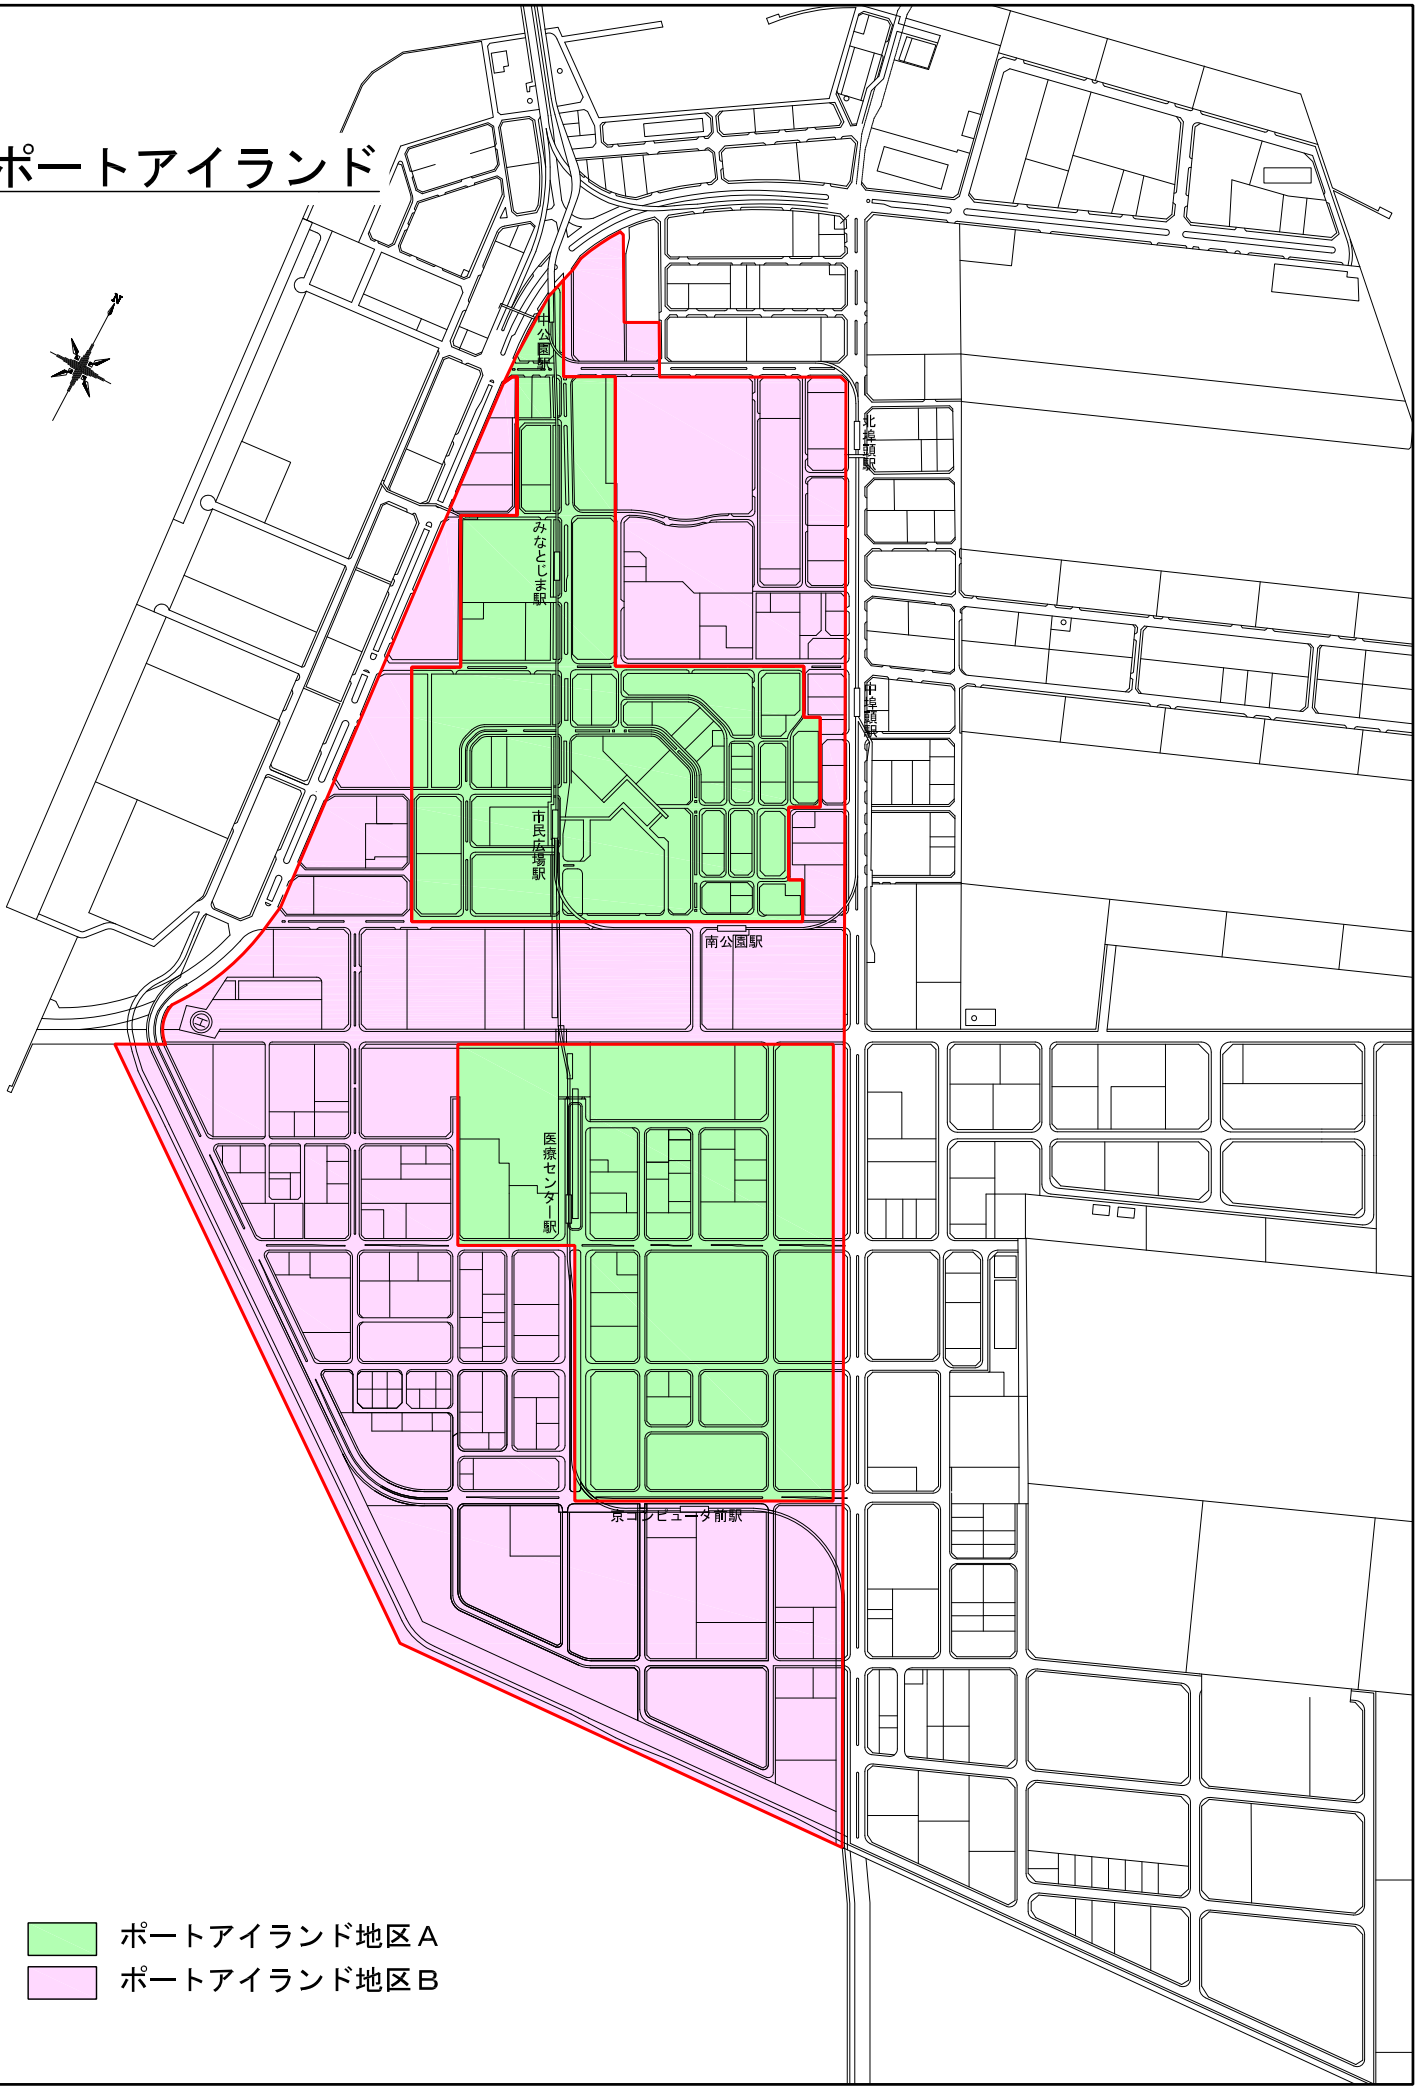 ポートアイランド
N
中公園駅
北埠頭駅
みなとじま駅
中埠頭駅
市民広場駅
南公園駅
H
医療センター駅
京コンピュータ前駅
ポートアイランド地区A
ポートアイランド地区B